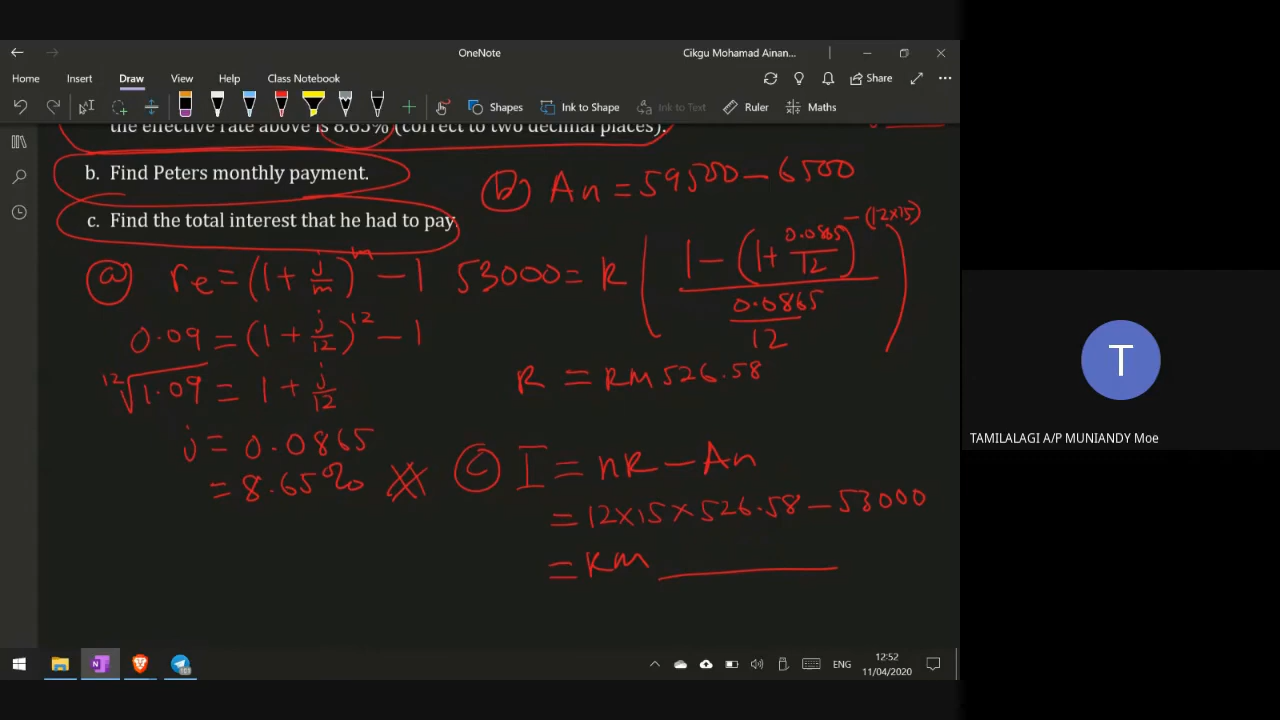 OneNote
Cikgu Mohamad Ainan...
Home Insert Draw View Help Class Notebook Share
Shapes Ink to Shape Ink to Text Ruler Maths
the effective rate above is 8.65% (correct to two decimal places).
b. Find Peters monthly payment.
c. Find the total interest that he had to pay.
(a) re = (1 + j/m)^m - 1
0.09 = (1 + j/12)^12 - 1
12√1.09 = 1 + j/12
j = 0.0865
= 8.65%
(b) An = 59500 - 6500
53000 = R ( (1 - (1 + 0.0865/12)^-(12×15)) / (0.0865/12) )
R = RM 526.58
(c) I = nR - An
= 12×15×526.58 - 53000
= RM
TAMILALAGI A/P MUNIANDY Moe
T
ENG
12:52
11/04/2020